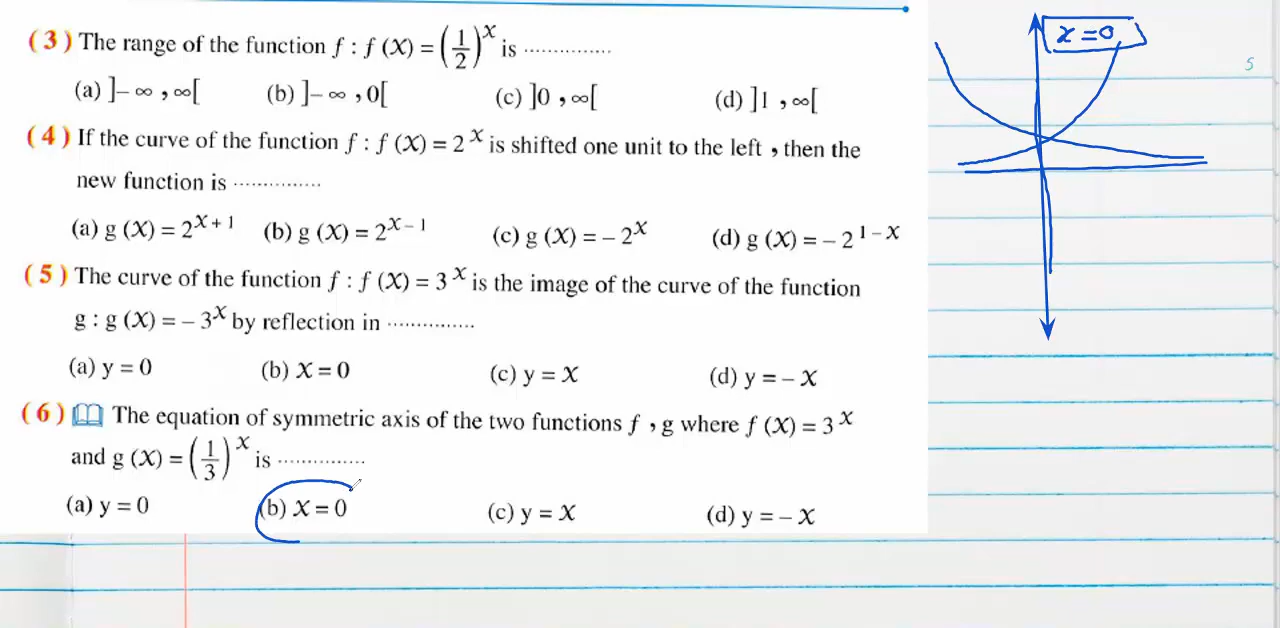 (3) The range of the function f : f (X) = (1/2)^X is ...............
(a) ]– ∞ , ∞[ (b) ]– ∞ , 0[ (c) ]0 , ∞[ (d) ]1 , ∞[
(4) If the curve of the function f : f (X) = 2^X is shifted one unit to the left , then the
new function is ...............
(a) g (X) = 2^(X + 1) (b) g (X) = 2^(X – 1) (c) g (X) = – 2^X (d) g (X) = – 2^(1 – X)
(5) The curve of the function f : f (X) = 3^X is the image of the curve of the function
g : g (X) = – 3^X by reflection in ...............
(a) y = 0 (b) X = 0 (c) y = X (d) y = – X
(6) The equation of symmetric axis of the two functions f , g where f (X) = 3^X
and g (X) = (1/3)^X is ...............
(a) y = 0 (b) X = 0 (c) y = X (d) y = – X
x = 0
5